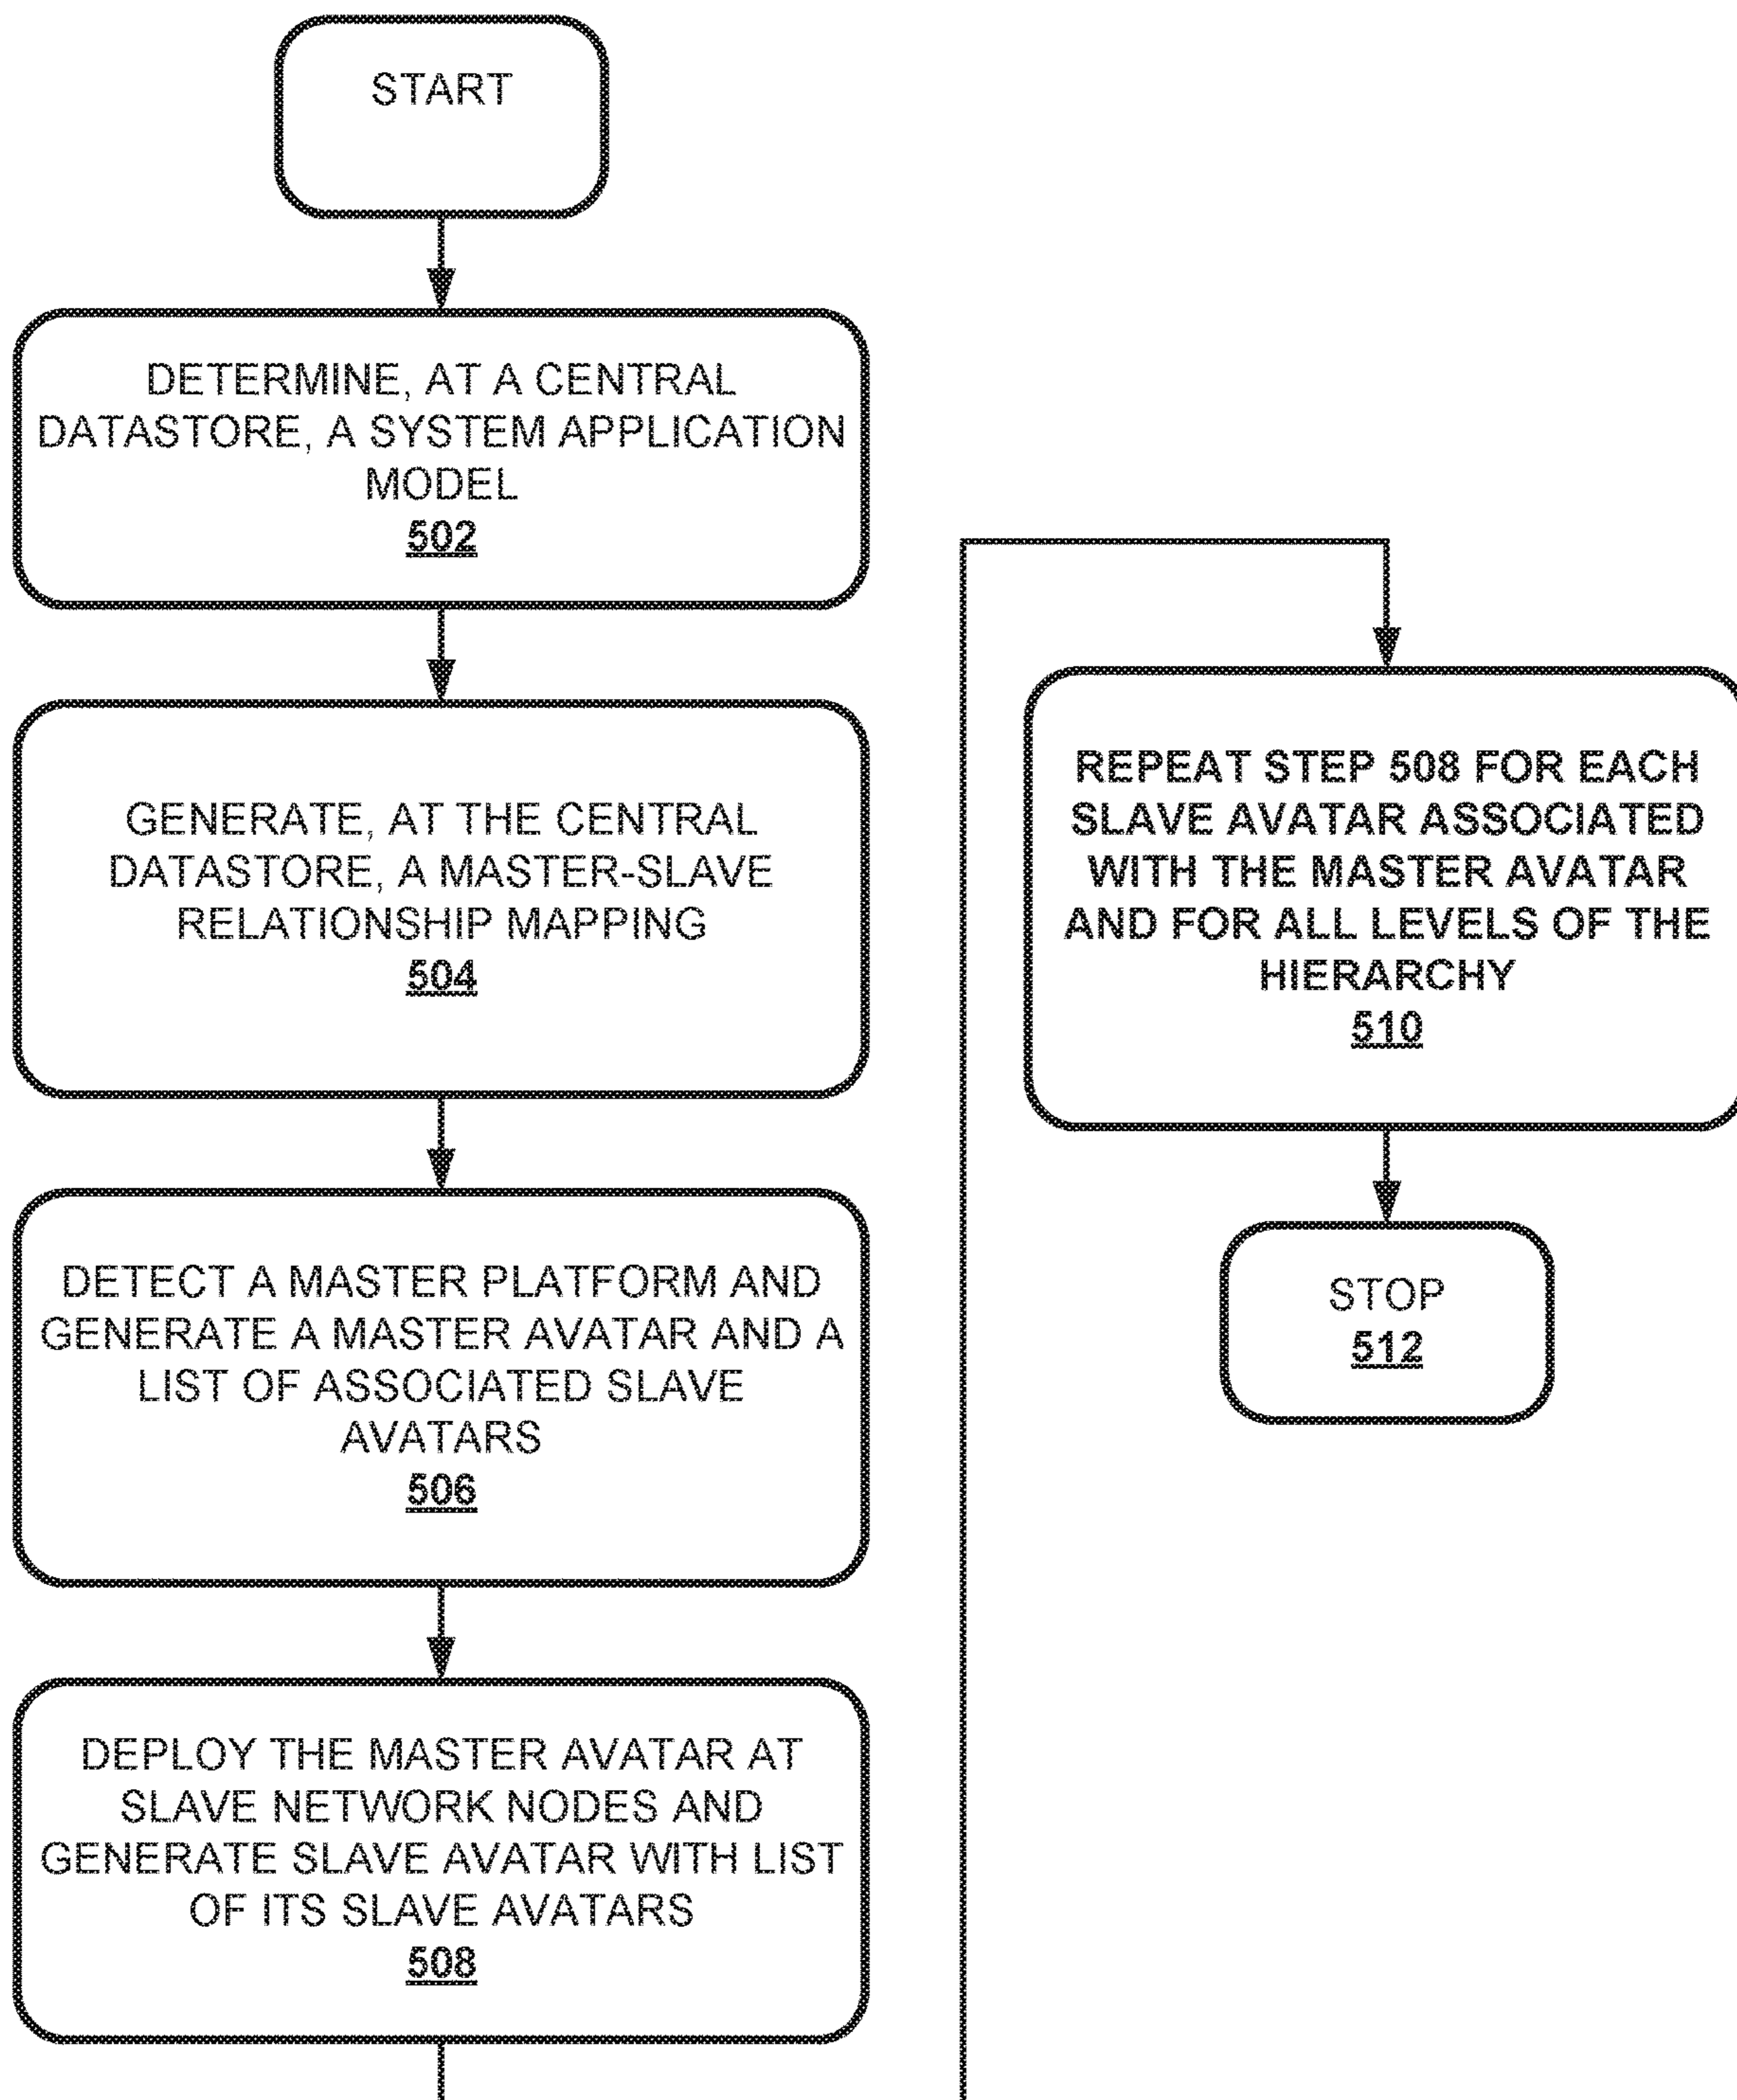 START
DETERMINE, AT A CENTRAL
DATASTORE, A SYSTEM APPLICATION
MODEL
502
GENERATE, AT THE CENTRAL
DATASTORE, A MASTER-SLAVE
RELATIONSHIP MAPPING
504
DETECT A MASTER PLATFORM AND
GENERATE A MASTER AVATAR AND A
LIST OF ASSOCIATED SLAVE
AVATARS
506
DEPLOY THE MASTER AVATAR AT
SLAVE NETWORK NODES AND
GENERATE SLAVE AVATAR WITH LIST
OF ITS SLAVE AVATARS
508
REPEAT STEP 508 FOR EACH
SLAVE AVATAR ASSOCIATED
WITH THE MASTER AVATAR
AND FOR ALL LEVELS OF THE
HIERARCHY
510
STOP
512